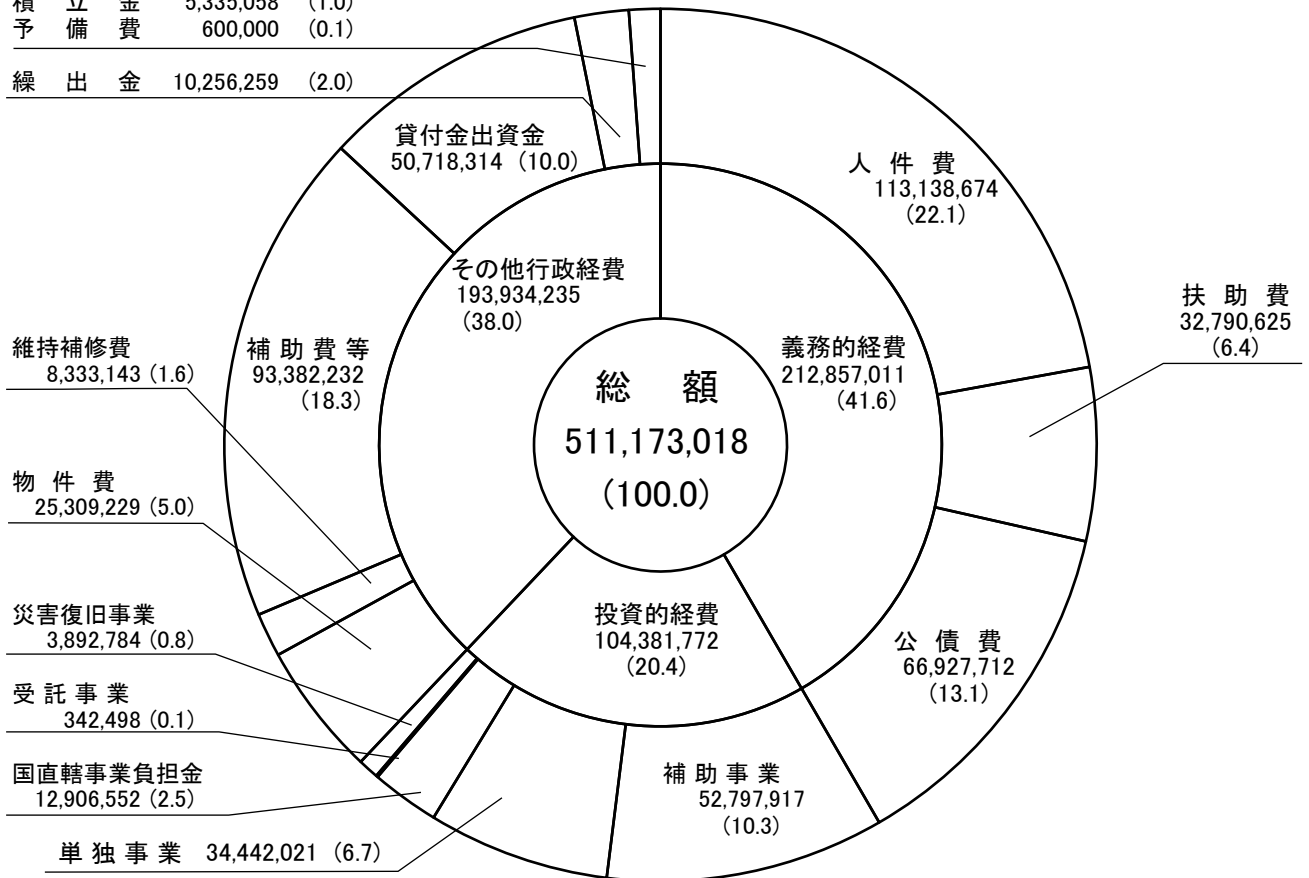 積 立 金 5,335,058 (1.0)
予 備 費 600,000 (0.1)
繰 出 金 10,256,259 (2.0)
貸付金出資金
50,718,314 (10.0)
人 件 費
113,138,674
(22.1)
その他行政経費
193,934,235
(38.0)
扶 助 費
32,790,625
(6.4)
維持補修費
8,333,143 (1.6)
補 助 費 等
93,382,232
(18.3)
義務的経費
212,857,011
(41.6)
総 額
511,173,018
(100.0)
物 件 費
25,309,229 (5.0)
災害復旧事業
3,892,784 (0.8)
投資的経費
104,381,772
(20.4)
公 債 費
66,927,712
(13.1)
受 託 事 業
342,498 (0.1)
国直轄事業負担金
12,906,552 (2.5)
補 助 事 業
52,797,917
(10.3)
単 独 事 業 34,442,021 (6.7)